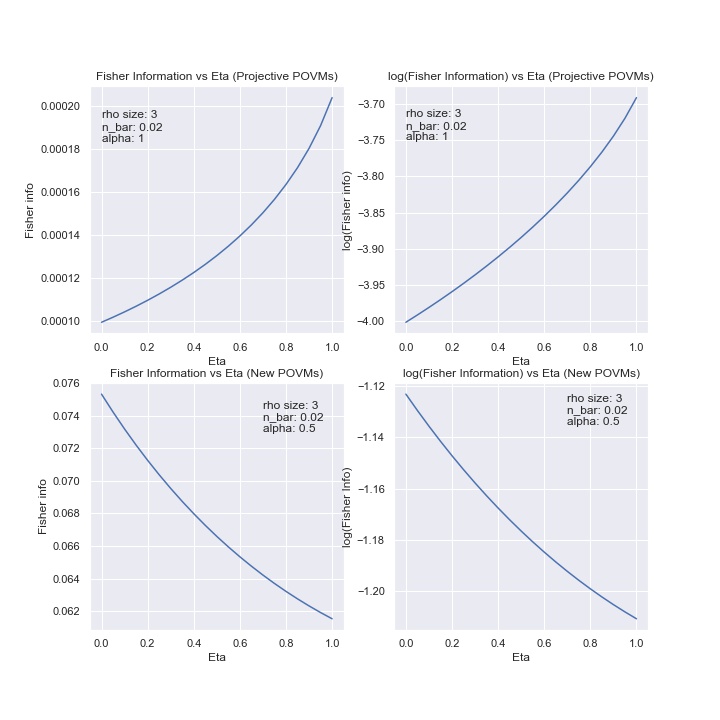 Fisher Information vs Eta (Projective POVMs)
0.00020
0.00018
0.00016
0.00014
0.00012
0.00010
Fisher info
rho size: 3
n_bar: 0.02
alpha: 1
0.0 0.2 0.4 0.6 0.8 1.0
Eta
log(Fisher Information) vs Eta (Projective POVMs)
−3.70
−3.75
−3.80
−3.85
−3.90
−3.95
−4.00
log(Fisher info)
rho size: 3
n_bar: 0.02
alpha: 1
0.0 0.2 0.4 0.6 0.8 1.0
Eta
Fisher Information vs Eta (New POVMs)
0.076
0.074
0.072
0.070
0.068
0.066
0.064
0.062
Fisher info
rho size: 3
n_bar: 0.02
alpha: 0.5
0.0 0.2 0.4 0.6 0.8 1.0
Eta
log(Fisher Information) vs Eta (New POVMs)
−1.12
−1.14
−1.16
−1.18
−1.20
log(Fisher Info)
rho size: 3
n_bar: 0.02
alpha: 0.5
0.0 0.2 0.4 0.6 0.8 1.0
Eta